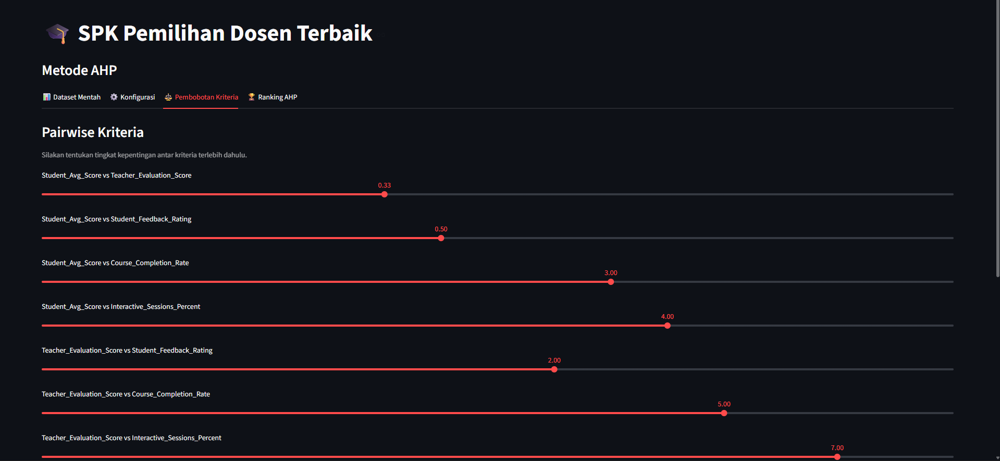 SPK Pemilihan Dosen Terbaik
Metode AHP
Dataset Mentah Konfigurasi Pembobotan Kriteria Ranking AHP
Pairwise Kriteria
Silakan tentukan tingkat kepentingan antar kriteria terlebih dahulu.
Student_Avg_Score vs Teacher_Evaluation_Score
0.33
Student_Avg_Score vs Student_Feedback_Rating
0.50
Student_Avg_Score vs Course_Completion_Rate
3.00
Student_Avg_Score vs Interactive_Sessions_Percent
4.00
Teacher_Evaluation_Score vs Student_Feedback_Rating
2.00
Teacher_Evaluation_Score vs Course_Completion_Rate
5.00
Teacher_Evaluation_Score vs Interactive_Sessions_Percent
7.00